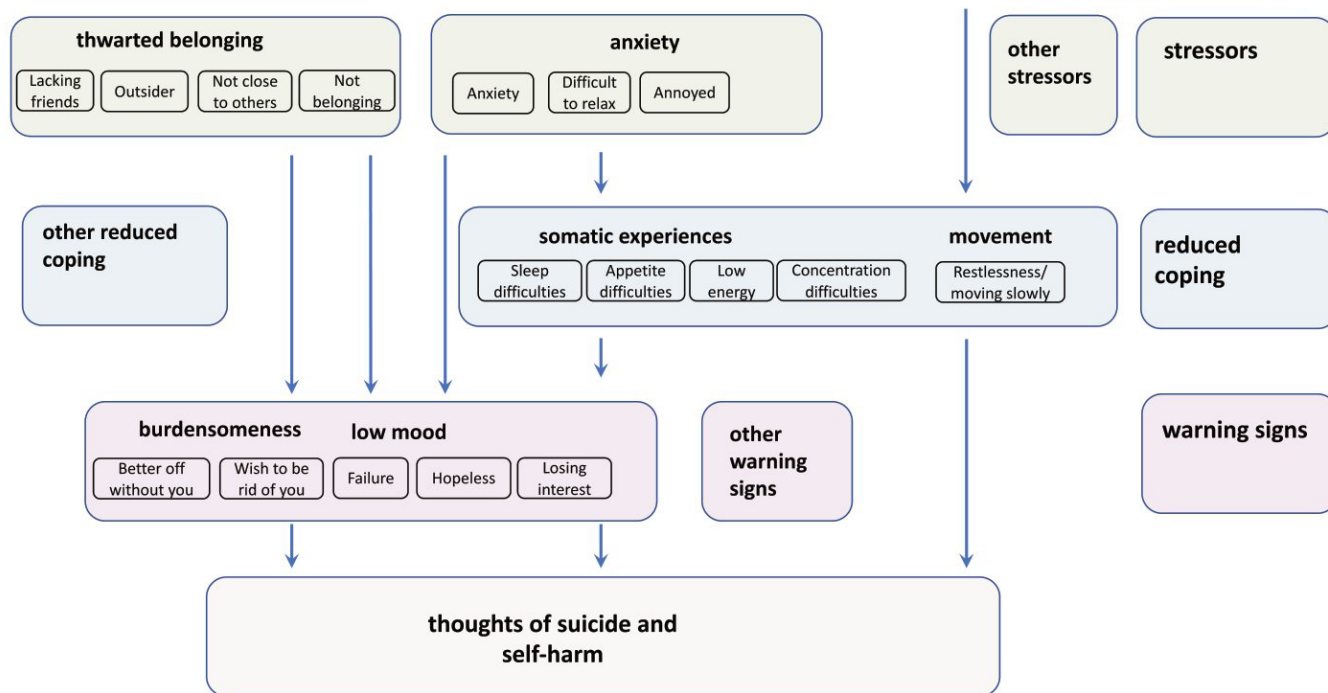 thwarted belonging
Lacking
friends
Outsider
Not close
to others
Not
belonging
anxiety
Anxiety
Difficult
to relax
Annoyed
other
stressors
stressors
other reduced
coping
somatic experiences
Sleep
difficulties
Appetite
difficulties
Low
energy
Concentration
difficulties
movement
Restlessness/
moving slowly
reduced
coping
burdensomeness
low mood
Better off
without you
Wish to be
rid of you
Failure
Hopeless
Losing
interest
other
warning
signs
warning signs
thoughts of suicide and
self-harm